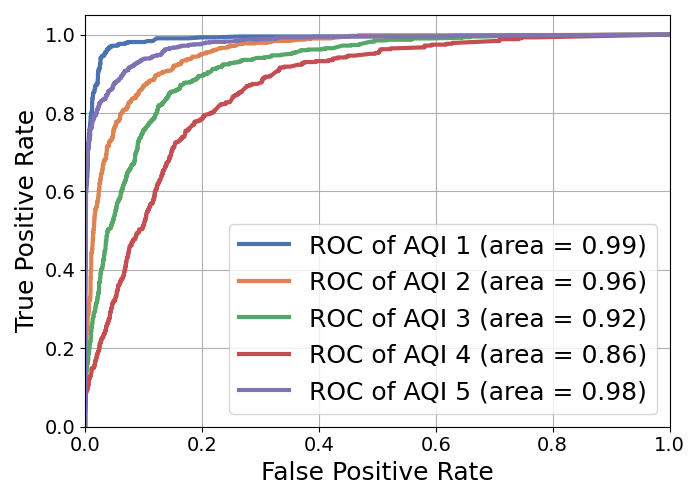 1.0
0.8
0.6
0.4
0.2
0.0
True Positive Rate
ROC of AQI 1 (area = 0.99)
ROC of AQI 2 (area = 0.96)
ROC of AQI 3 (area = 0.92)
ROC of AQI 4 (area = 0.86)
ROC of AQI 5 (area = 0.98)
0.0 0.2 0.4 0.6 0.8 1.0
False Positive Rate